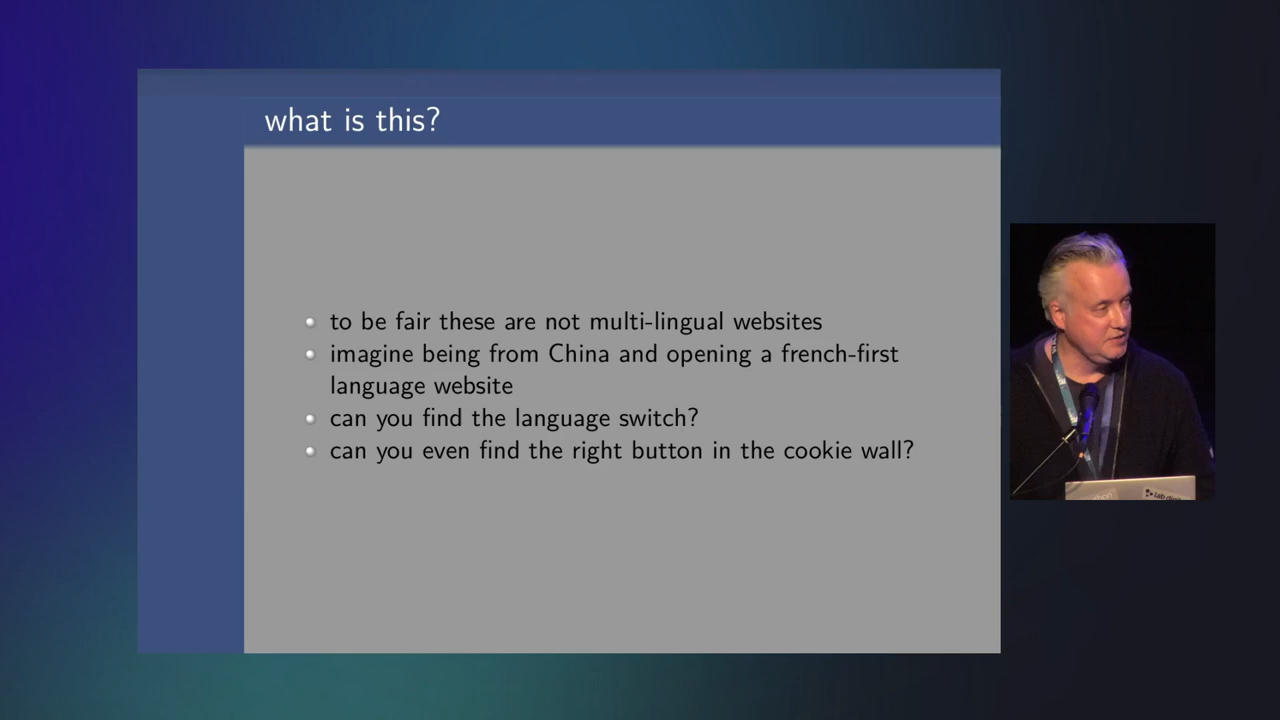 what is this?
to be fair these are not multi-lingual websites
imagine being from China and opening a french-first
language website
can you find the language switch?
can you even find the right button in the cookie wall?